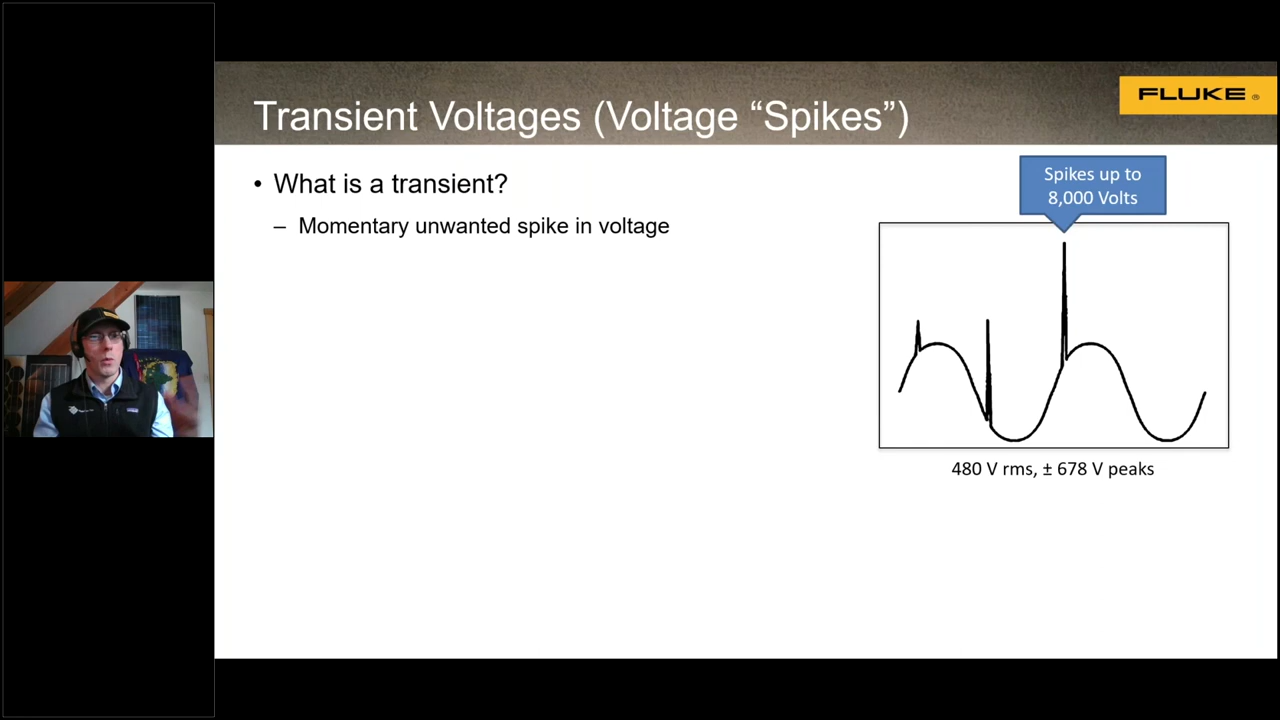 Transient Voltages (Voltage “Spikes”)
FLUKE ®
• What is a transient?
– Momentary unwanted spike in voltage
Spikes up to
8,000 Volts
480 V rms, ± 678 V peaks